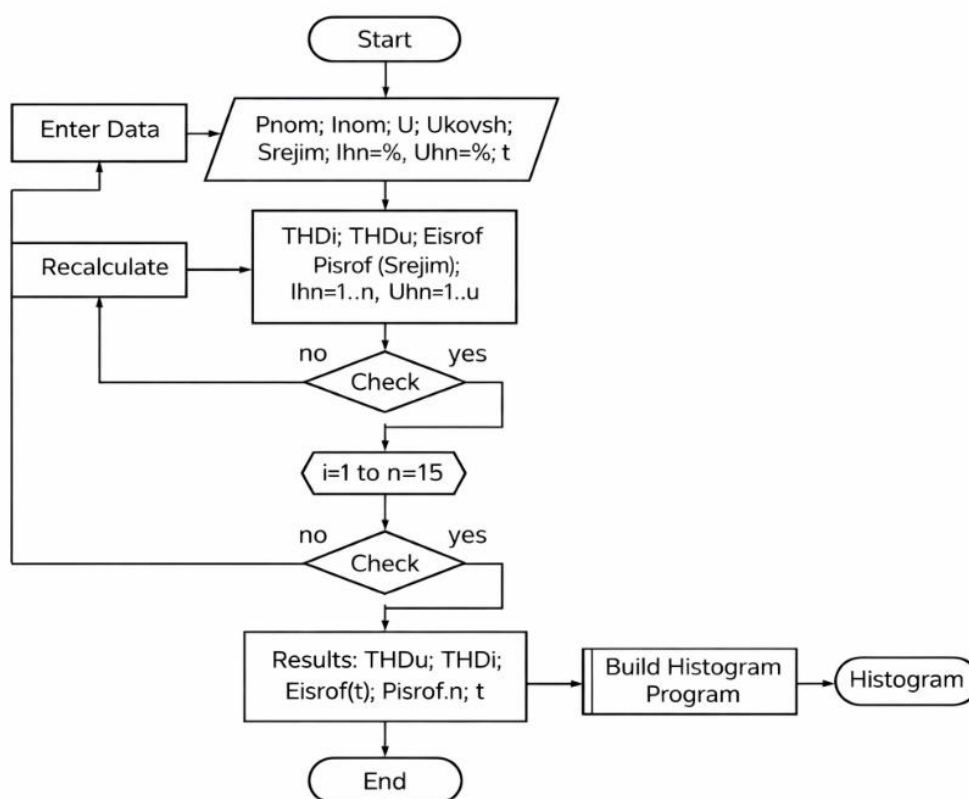 Start
Enter Data
Pnom; Inom; U; Ukovsh;
Srejim; Ihn=%, Uhn=%; t
Recalculate
THDi; THDu; Eisrof
Pisrof (Srejim);
Ihn=1..n, Uhn=1..u
no
yes
Check
i=1 to n=15
no
yes
Check
Results: THDu; THDi;
Eisrof(t); Pisrof.n; t
Build Histogram
Program
Histogram
End